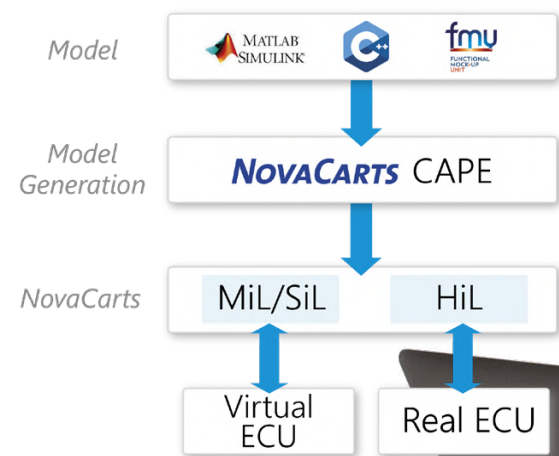 Model
MATLAB
SIMULINK
C++
fmu
FUNCTIONAL
MOCK-UP
UNIT
Model
Generation
NOVACARTS CAPE
NovaCarts
MiL/SiL
HiL
Virtual
ECU
Real ECU